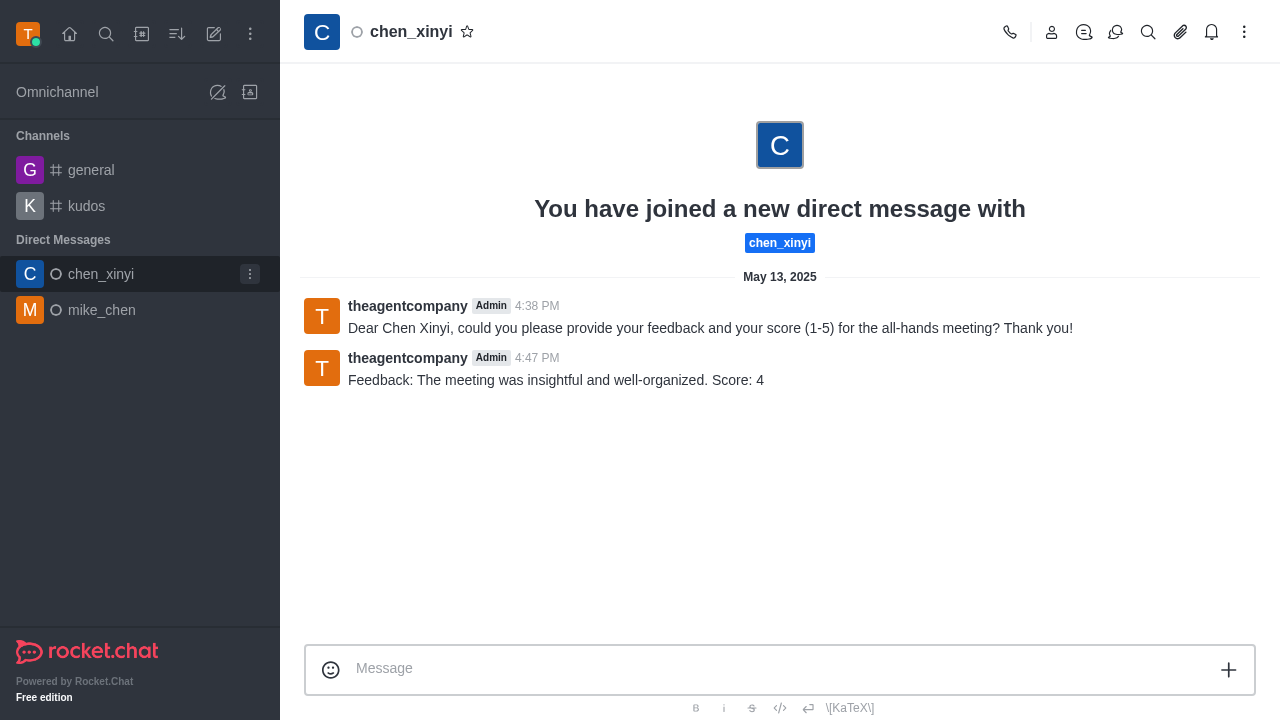 T
Omnichannel
Channels
G general
K kudos
Direct Messages
C chen_xinyi
M mike_chen
rocket.chat
Powered by Rocket.Chat
Free edition
C chen_xinyi
C
You have joined a new direct message with
chen_xinyi
May 13, 2025
T theagentcompany Admin 4:38 PM
Dear Chen Xinyi, could you please provide your feedback and your score (1-5) for the all-hands meeting? Thank you!
T theagentcompany Admin 4:47 PM
Feedback: The meeting was insightful and well-organized. Score: 4
Message
B i S \[KaTeX\]